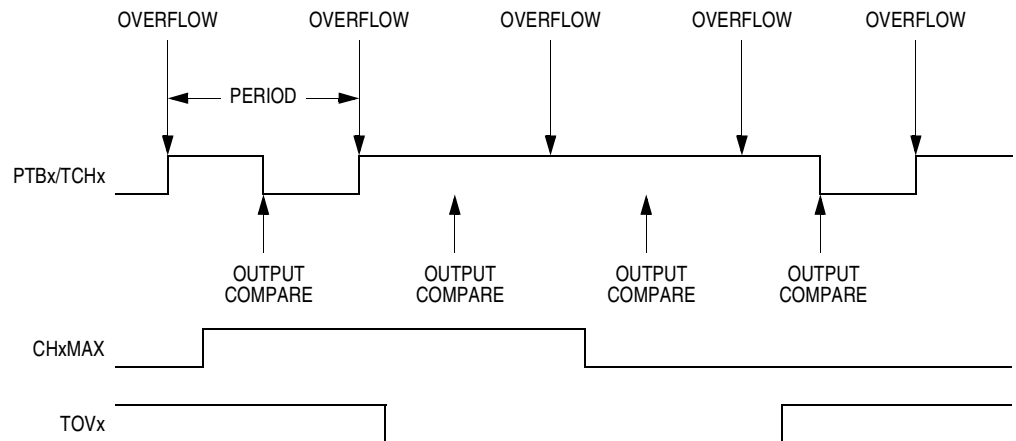 OVERFLOW OVERFLOW OVERFLOW OVERFLOW OVERFLOW
PERIOD
PTBx/TCHx
OUTPUT COMPARE
OUTPUT COMPARE
OUTPUT COMPARE
OUTPUT COMPARE
CHxMAX
TOVx